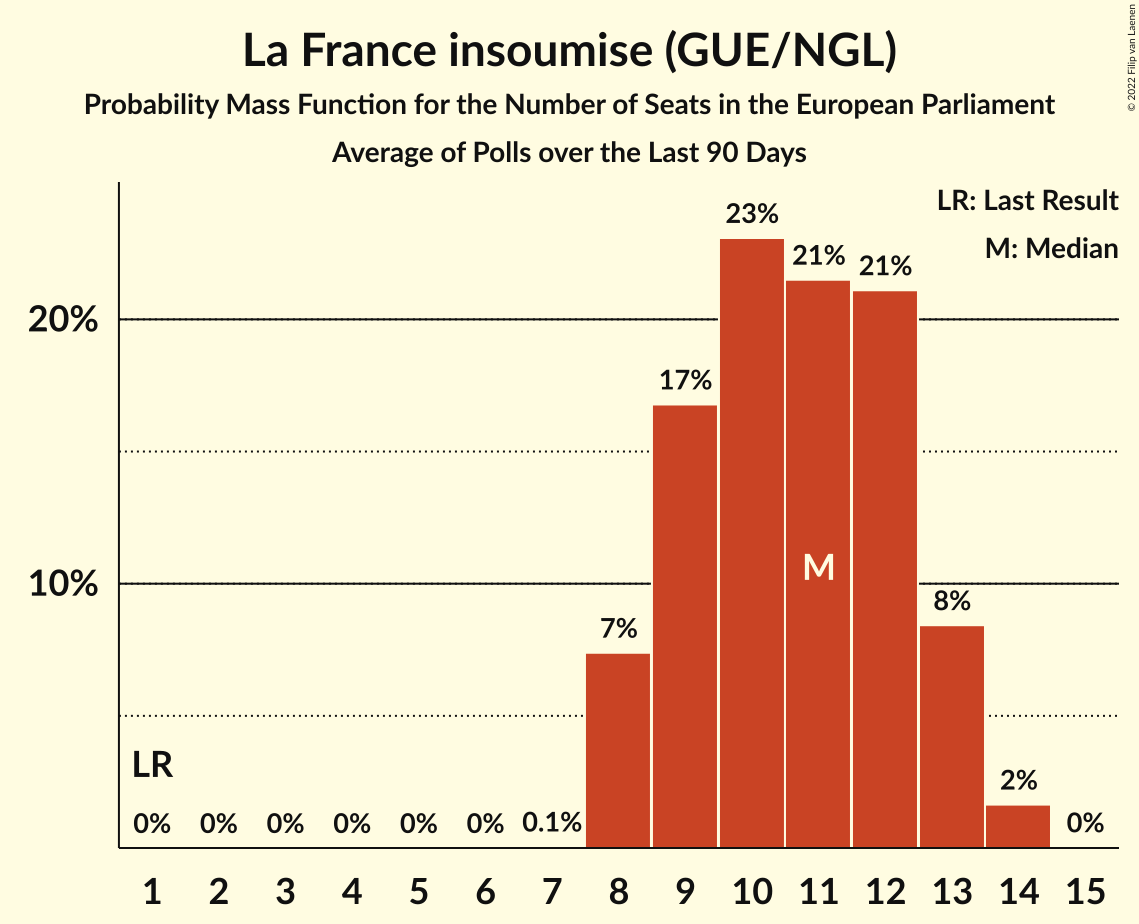 La France insoumise (GUE/NGL)
Probability Mass Function for the Number of Seats in the European Parliament
Average of Polls over the Last 90 Days
© 2022 Filip van Laenen
LR: Last Result
M: Median
23%
21%
21%
20%
17%
M
10%
8%
7%
LR
2%
0%
0%
0%
0%
0%
0%
0.1%
0%
1 2 3 4 5 6 7 8 9 10 11 12 13 14 15